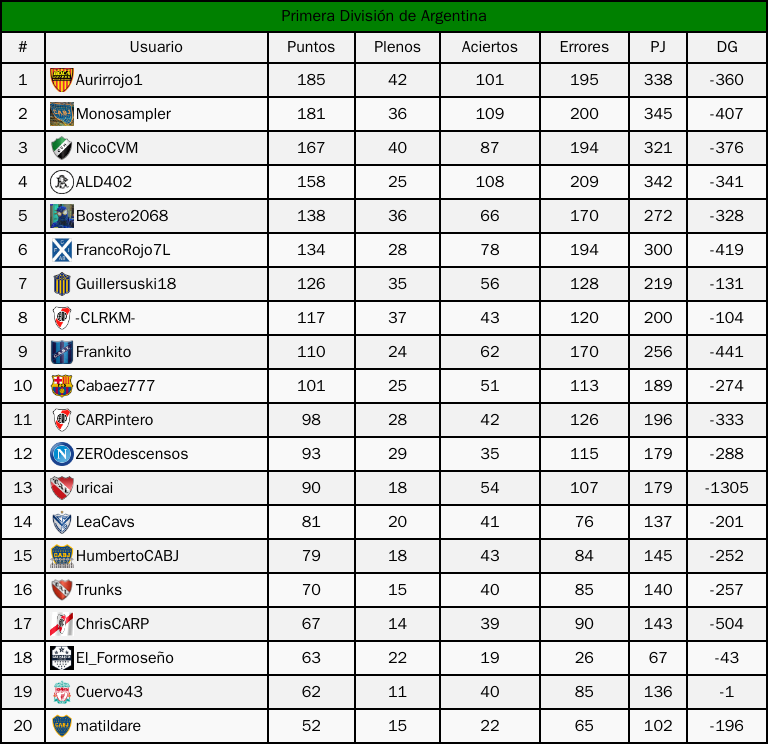 Primera División de Argentina
# Usuario Puntos Plenos Aciertos Errores PJ DG
1 Aurirrojo1 185 42 101 195 338 -360
2 Monosampler 181 36 109 200 345 -407
3 NicoCVM 167 40 87 194 321 -376
4 ALD402 158 25 108 209 342 -341
5 Bostero2068 138 36 66 170 272 -328
6 FrancoRojo7L 134 28 78 194 300 -419
7 Guillersuski18 126 35 56 128 219 -131
8 -CLRKM- 117 37 43 120 200 -104
9 Frankito 110 24 62 170 256 -441
10 Cabaez777 101 25 51 113 189 -274
11 CARPintero 98 28 42 126 196 -333
12 ZER0descensos 93 29 35 115 179 -288
13 uricai 90 18 54 107 179 -1305
14 LeaCavs 81 20 41 76 137 -201
15 HumbertoCABJ 79 18 43 84 145 -252
16 Trunks 70 15 40 85 140 -257
17 ChrisCARP 67 14 39 90 143 -504
18 El_Formoseño 63 22 19 26 67 -43
19 Cuervo43 62 11 40 85 136 -1
20 matildare 52 15 22 65 102 -196